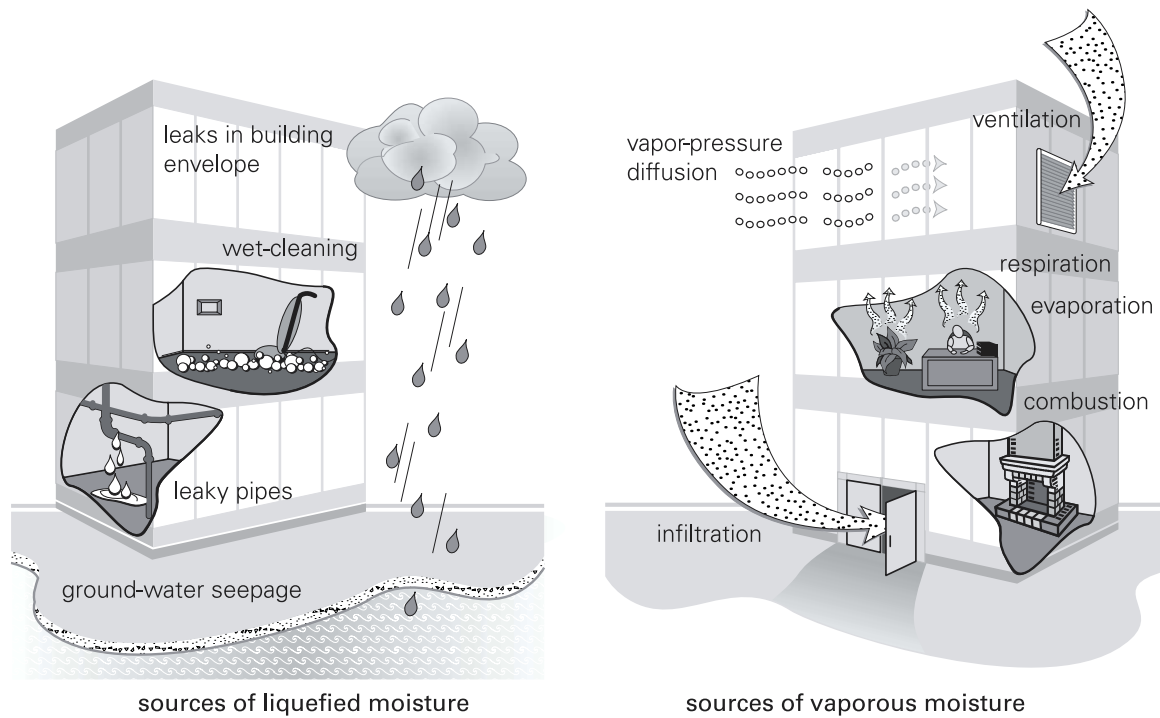 leaks in building
envelope
wet-cleaning
leaky pipes
ground-water seepage
sources of liquefied moisture
ventilation
vapor-pressure
diffusion
respiration
evaporation
combustion
infiltration
sources of vaporous moisture